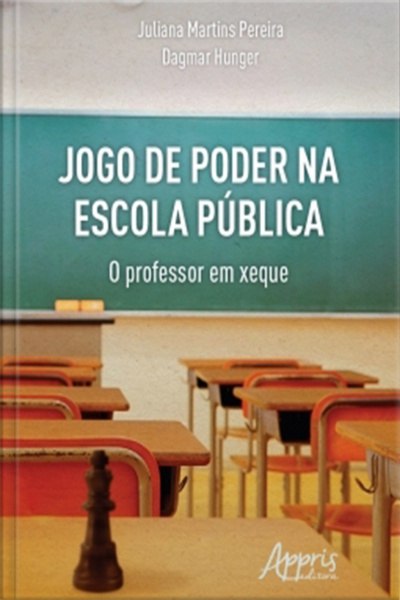 Juliana Martins Pereira
Dagmar Hunger
JOGO DE PODER NA
ESCOLA PÚBLICA
O professor em xeque
Appris
editora